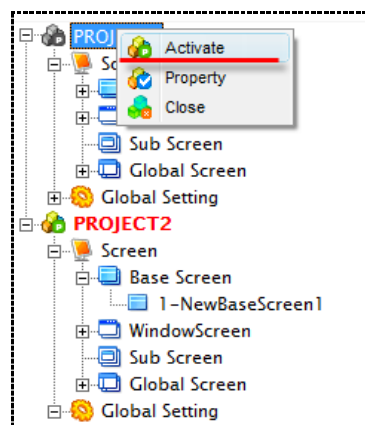 PROJ
Activate
Sc
Property
Close
Sub Screen
Global Screen
Global Setting
PROJECT2
Screen
Base Screen
1-NewBaseScreen1
WindowScreen
Sub Screen
Global Screen
Global Setting